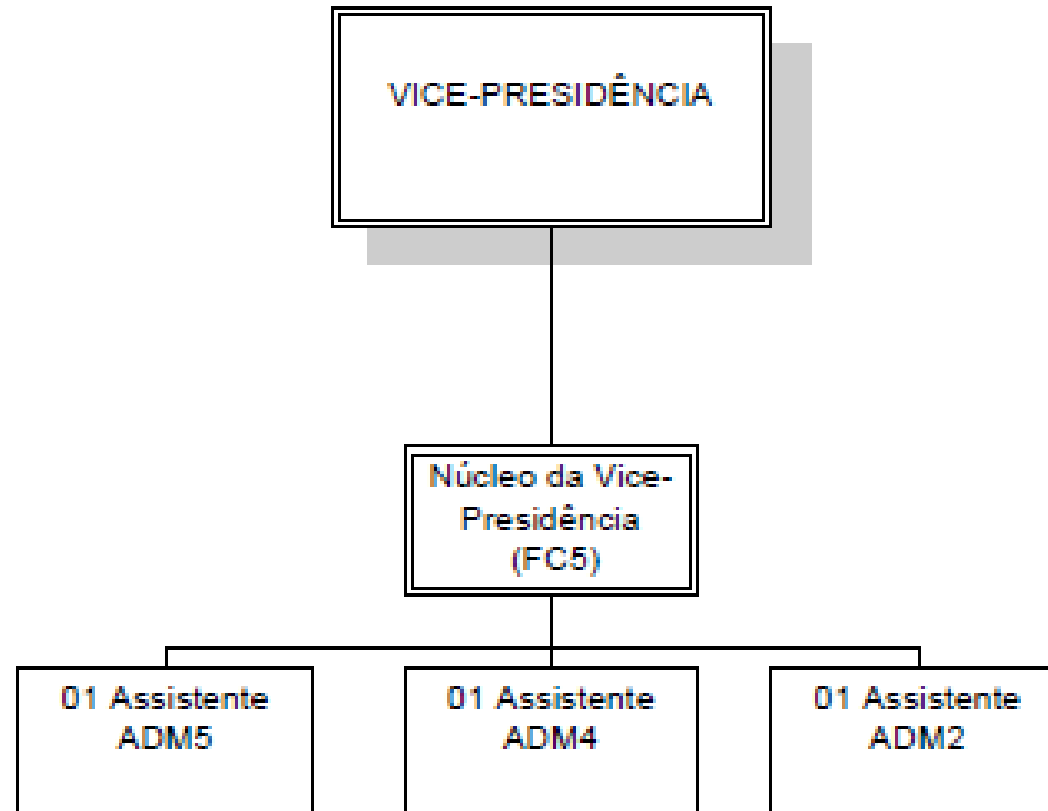 VICE-PRESIDÊNCIA
Núcleo da Vice-
Presidência
(FC5)
01 Assistente
ADM5
01 Assistente
ADM4
01 Assistente
ADM2